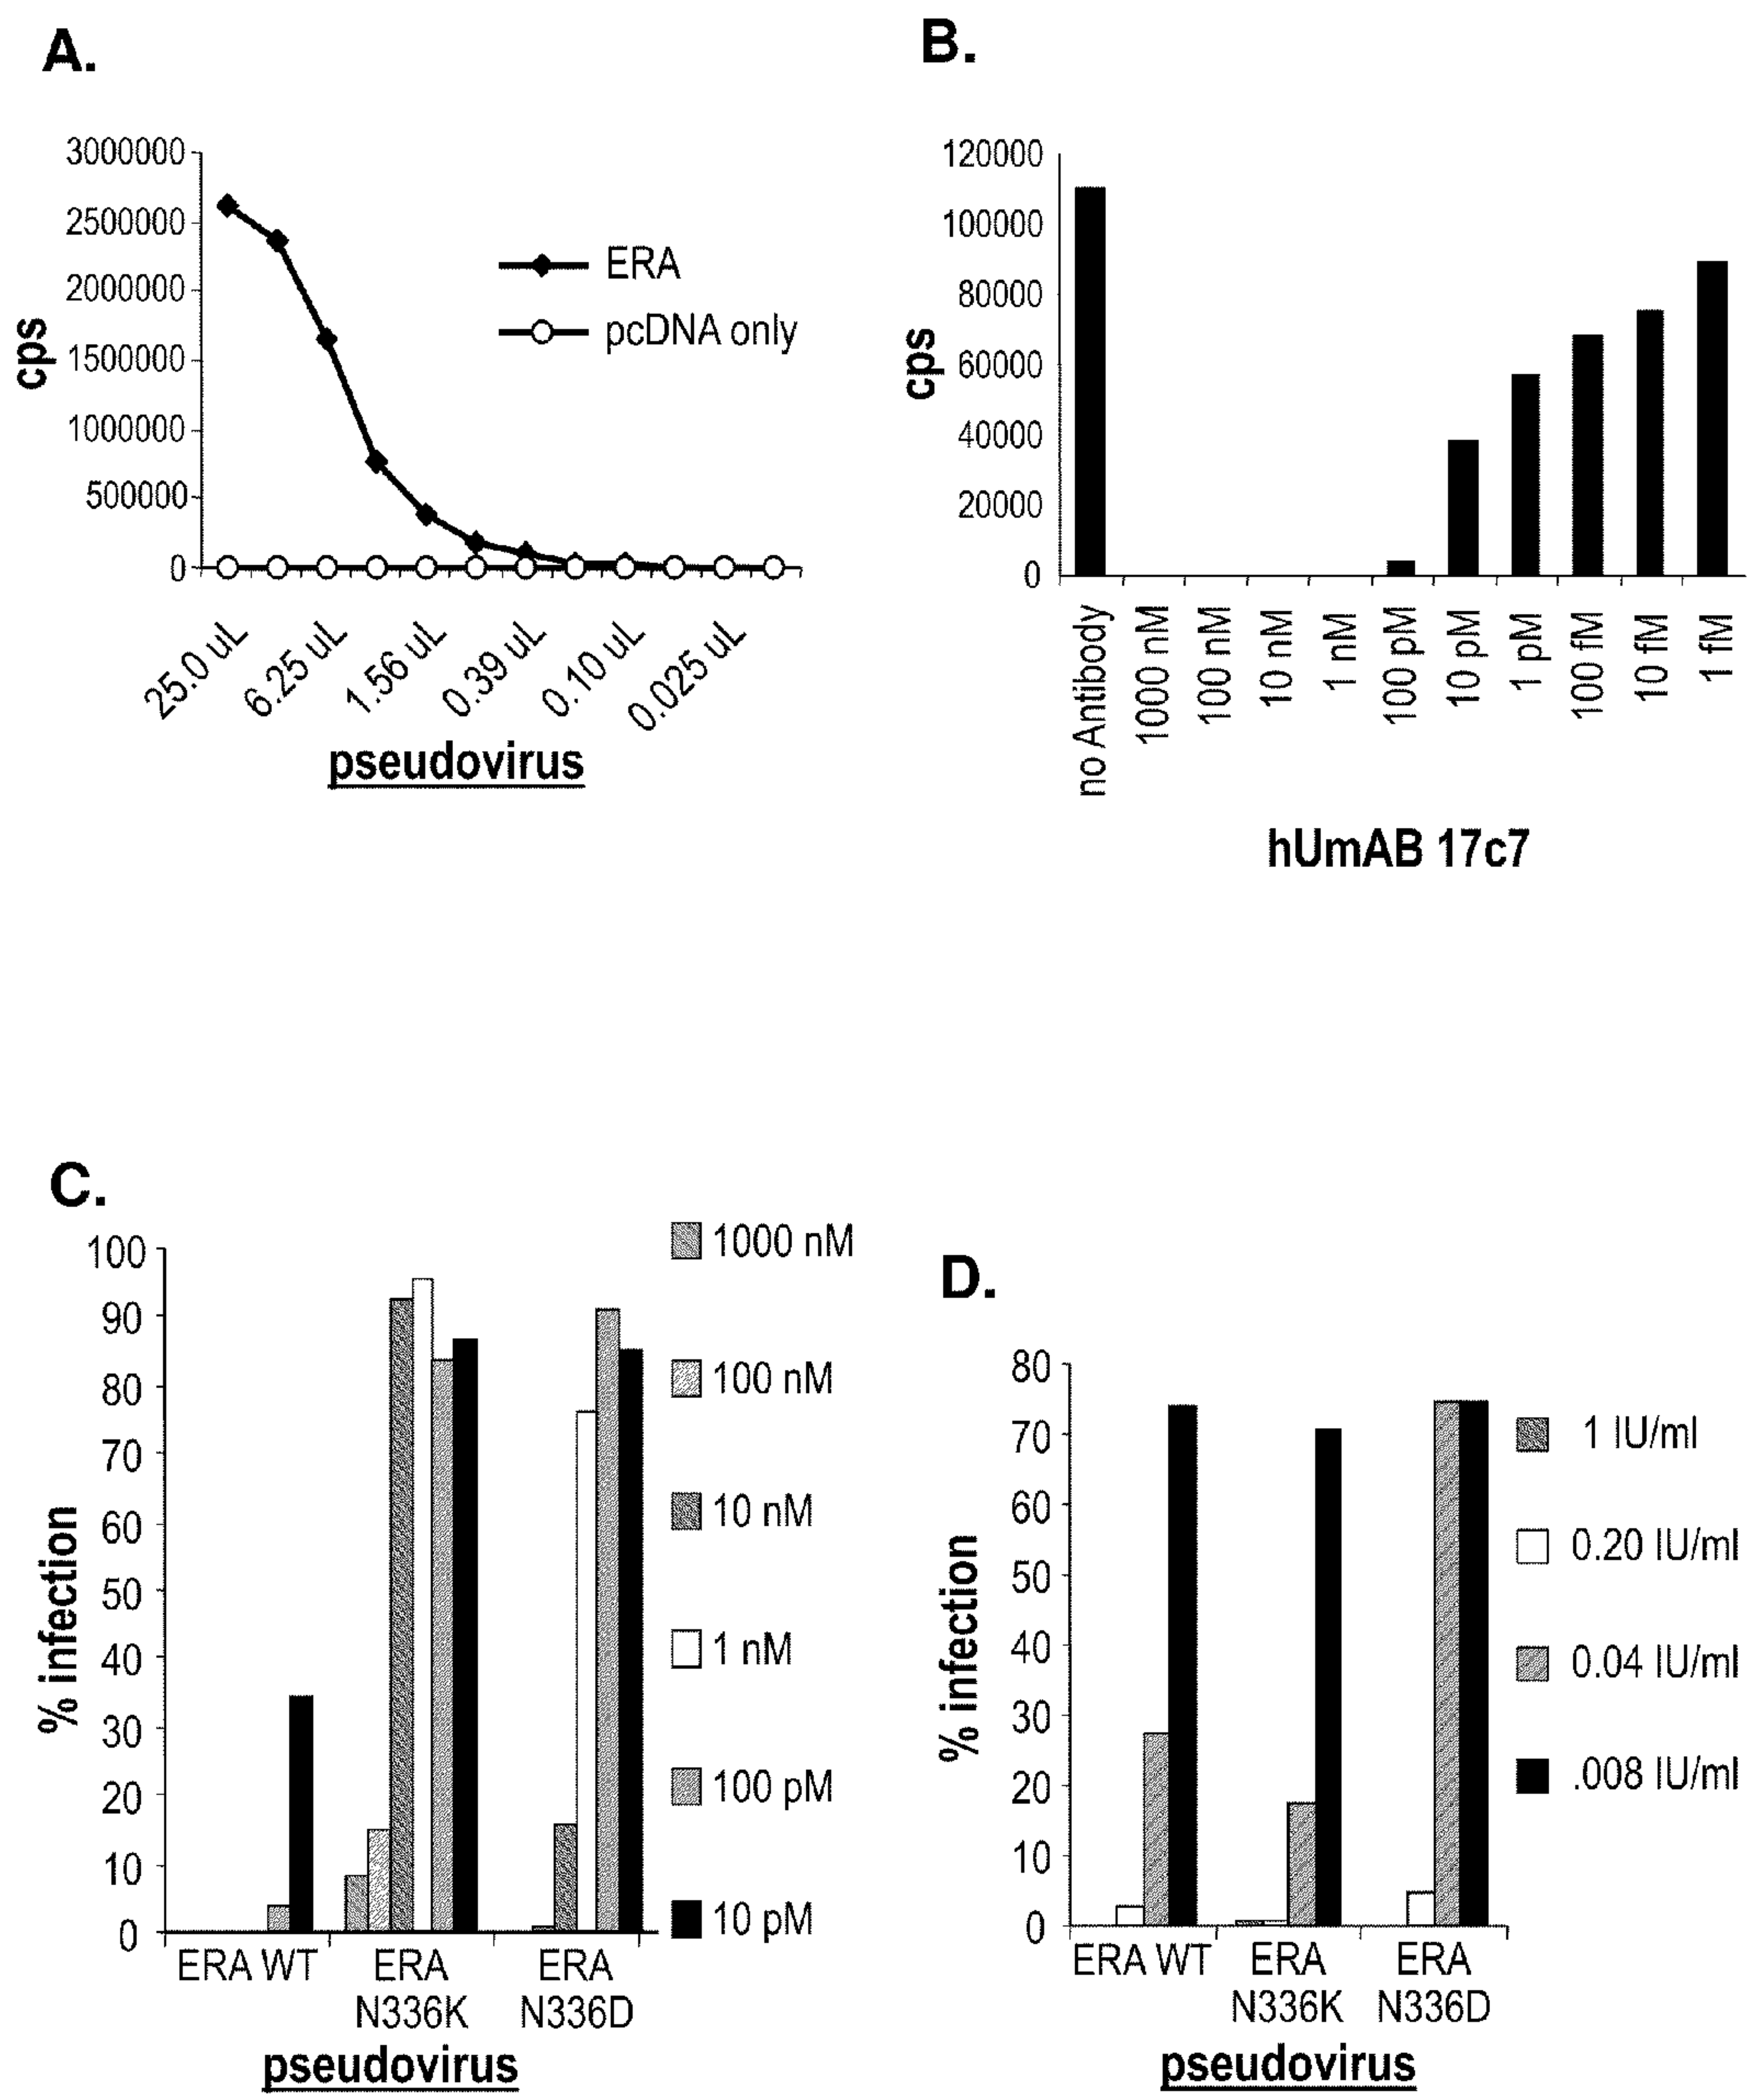 A.
3000000
2500000
2000000
1500000
1000000
500000
0
cps
ERA
pcDNA only
25.0 uL
6.25 uL
1.56 uL
0.39 uL
0.10 uL
0.025 uL
pseudovirus
B.
120000
100000
80000
60000
40000
20000
0
cps
no Antibody
1000 nM
100 nM
10 nM
1 nM
100 pM
10 pM
1 pM
100 fM
10 fM
1 fM
hUmAB 17c7
C.
100
90
80
70
60
50
40
30
20
10
0
% infection
ERA WT
ERA
N336K
ERA
N336D
pseudovirus
1000 nM
100 nM
10 nM
1 nM
100 pM
10 pM
D.
80
70
60
50
40
30
20
10
0
% infection
ERA WT
ERA
N336K
ERA
N336D
pseudovirus
1 IU/ml
0.20 IU/ml
0.04 IU/ml
.008 IU/ml